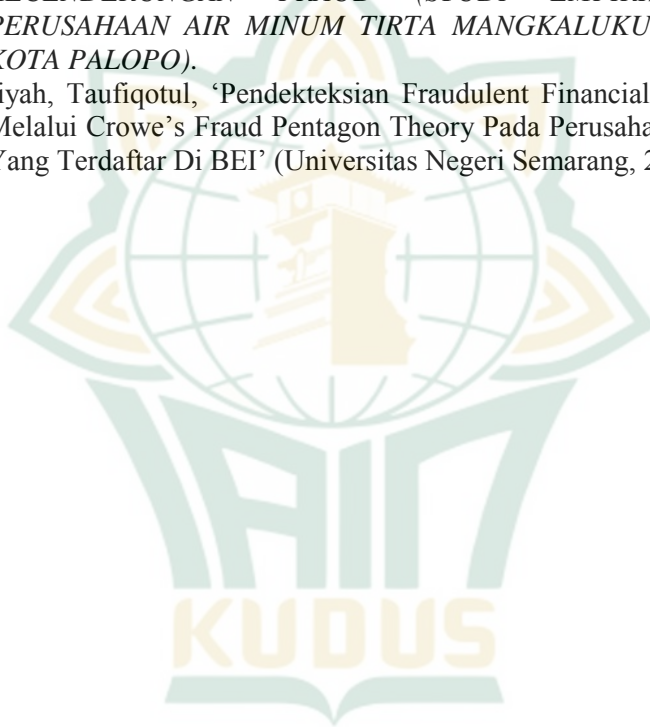 PERUSAHAAN AIR MINUM TIRTA MANGKALUKU
KOTA PALOPO).
iyah, Taufiqotul, ‘Pendekteksian Fraudulent Financial
Melalui Crowe’s Fraud Pentagon Theory Pada Perusaha
Yang Terdaftar Di BEI’ (Universitas Negeri Semarang, 2
IAIN
KUDUS